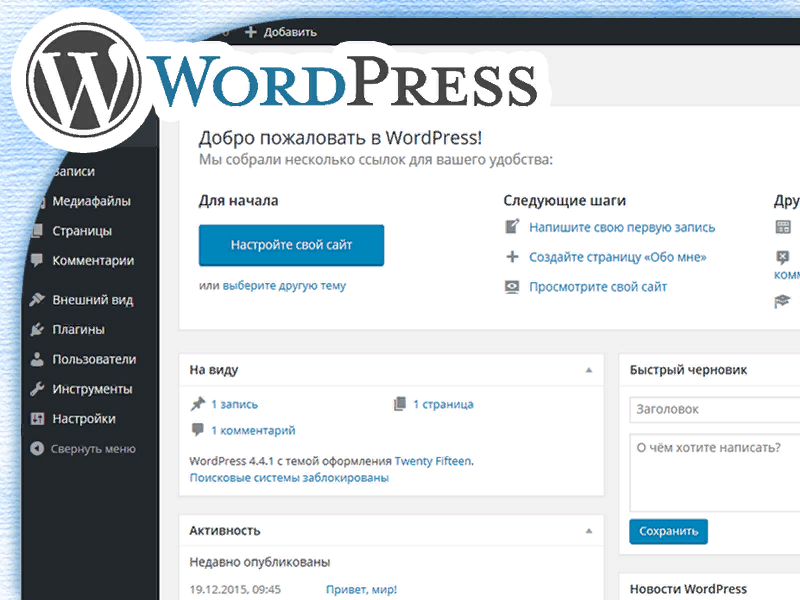 Добавить
WORDPRESS
Добро пожаловать в WordPress!
Мы собрали несколько ссылок для вашего удобства:
Записи
Медиафайлы
Страницы
Комментарии
Внешний вид
Плагины
Пользователи
Инструменты
Настройки
Свернуть меню
Для начала
Настройте свой сайт
или выберите другую тему
Следующие шаги
Напишите свою первую запись
Создайте страницу «Обо мне»
Просмотрите свой сайт
Дру
комм
На виду
1 запись
1 страница
1 комментарий
WordPress 4.4.1 с темой оформления Twenty Fifteen.
Поисковые системы заблокированы
Быстрый черновик
Заголовок
О чём хотите написать?
Сохранить
Активность
Недавно опубликованы
19.12.2015, 09:45 Привет, мир!
Новости WordPress